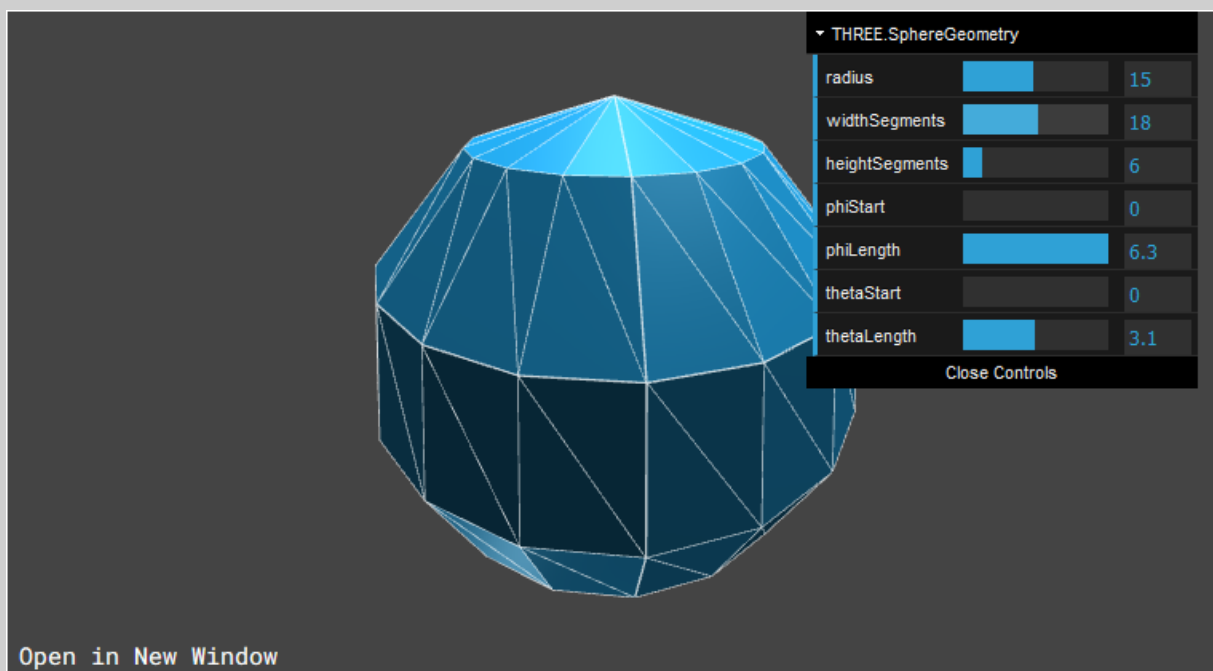 THREE.SphereGeometry
radius 15
widthSegments 18
heightSegments 6
phiStart 0
phiLength 6.3
thetaStart 0
thetaLength 3.1
Close Controls
Open in New Window